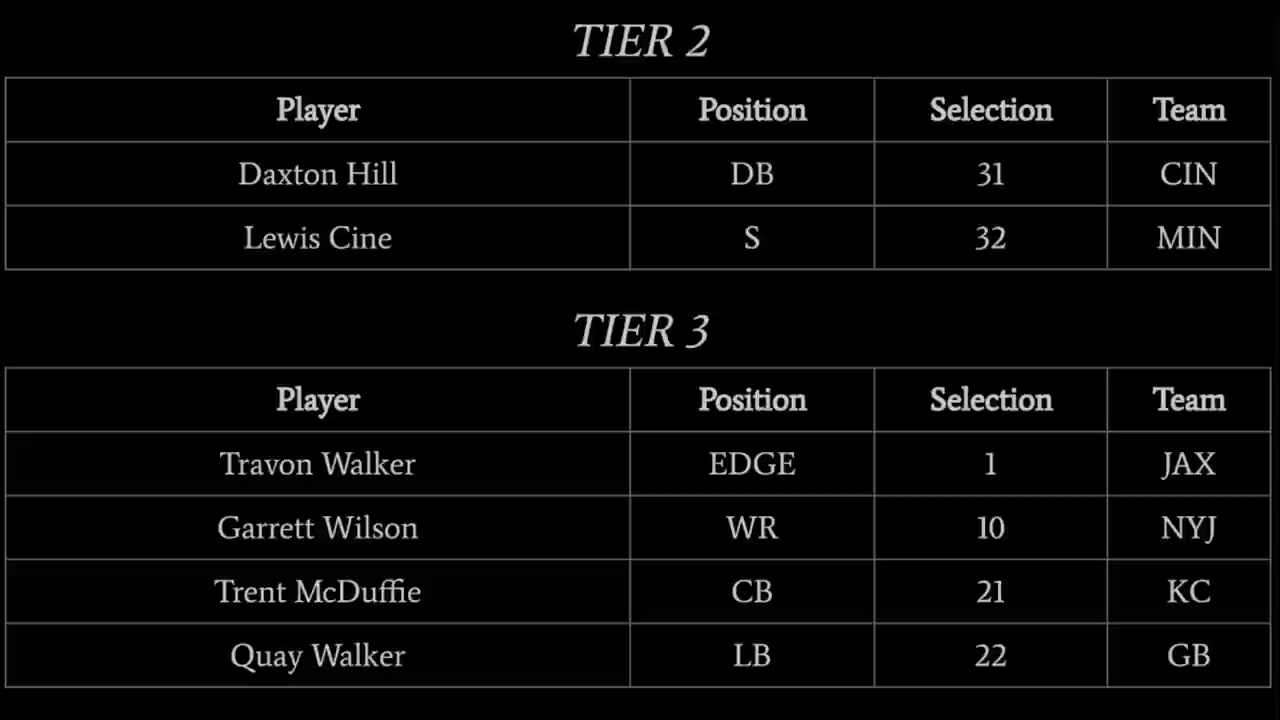 TIER 2
Player Position Selection Team
Daxton Hill DB 31 CIN
Lewis Cine S 32 MIN
TIER 3
Player Position Selection Team
Travon Walker EDGE 1 JAX
Garrett Wilson WR 10 NYJ
Trent McDuffie CB 21 KC
Quay Walker LB 22 GB